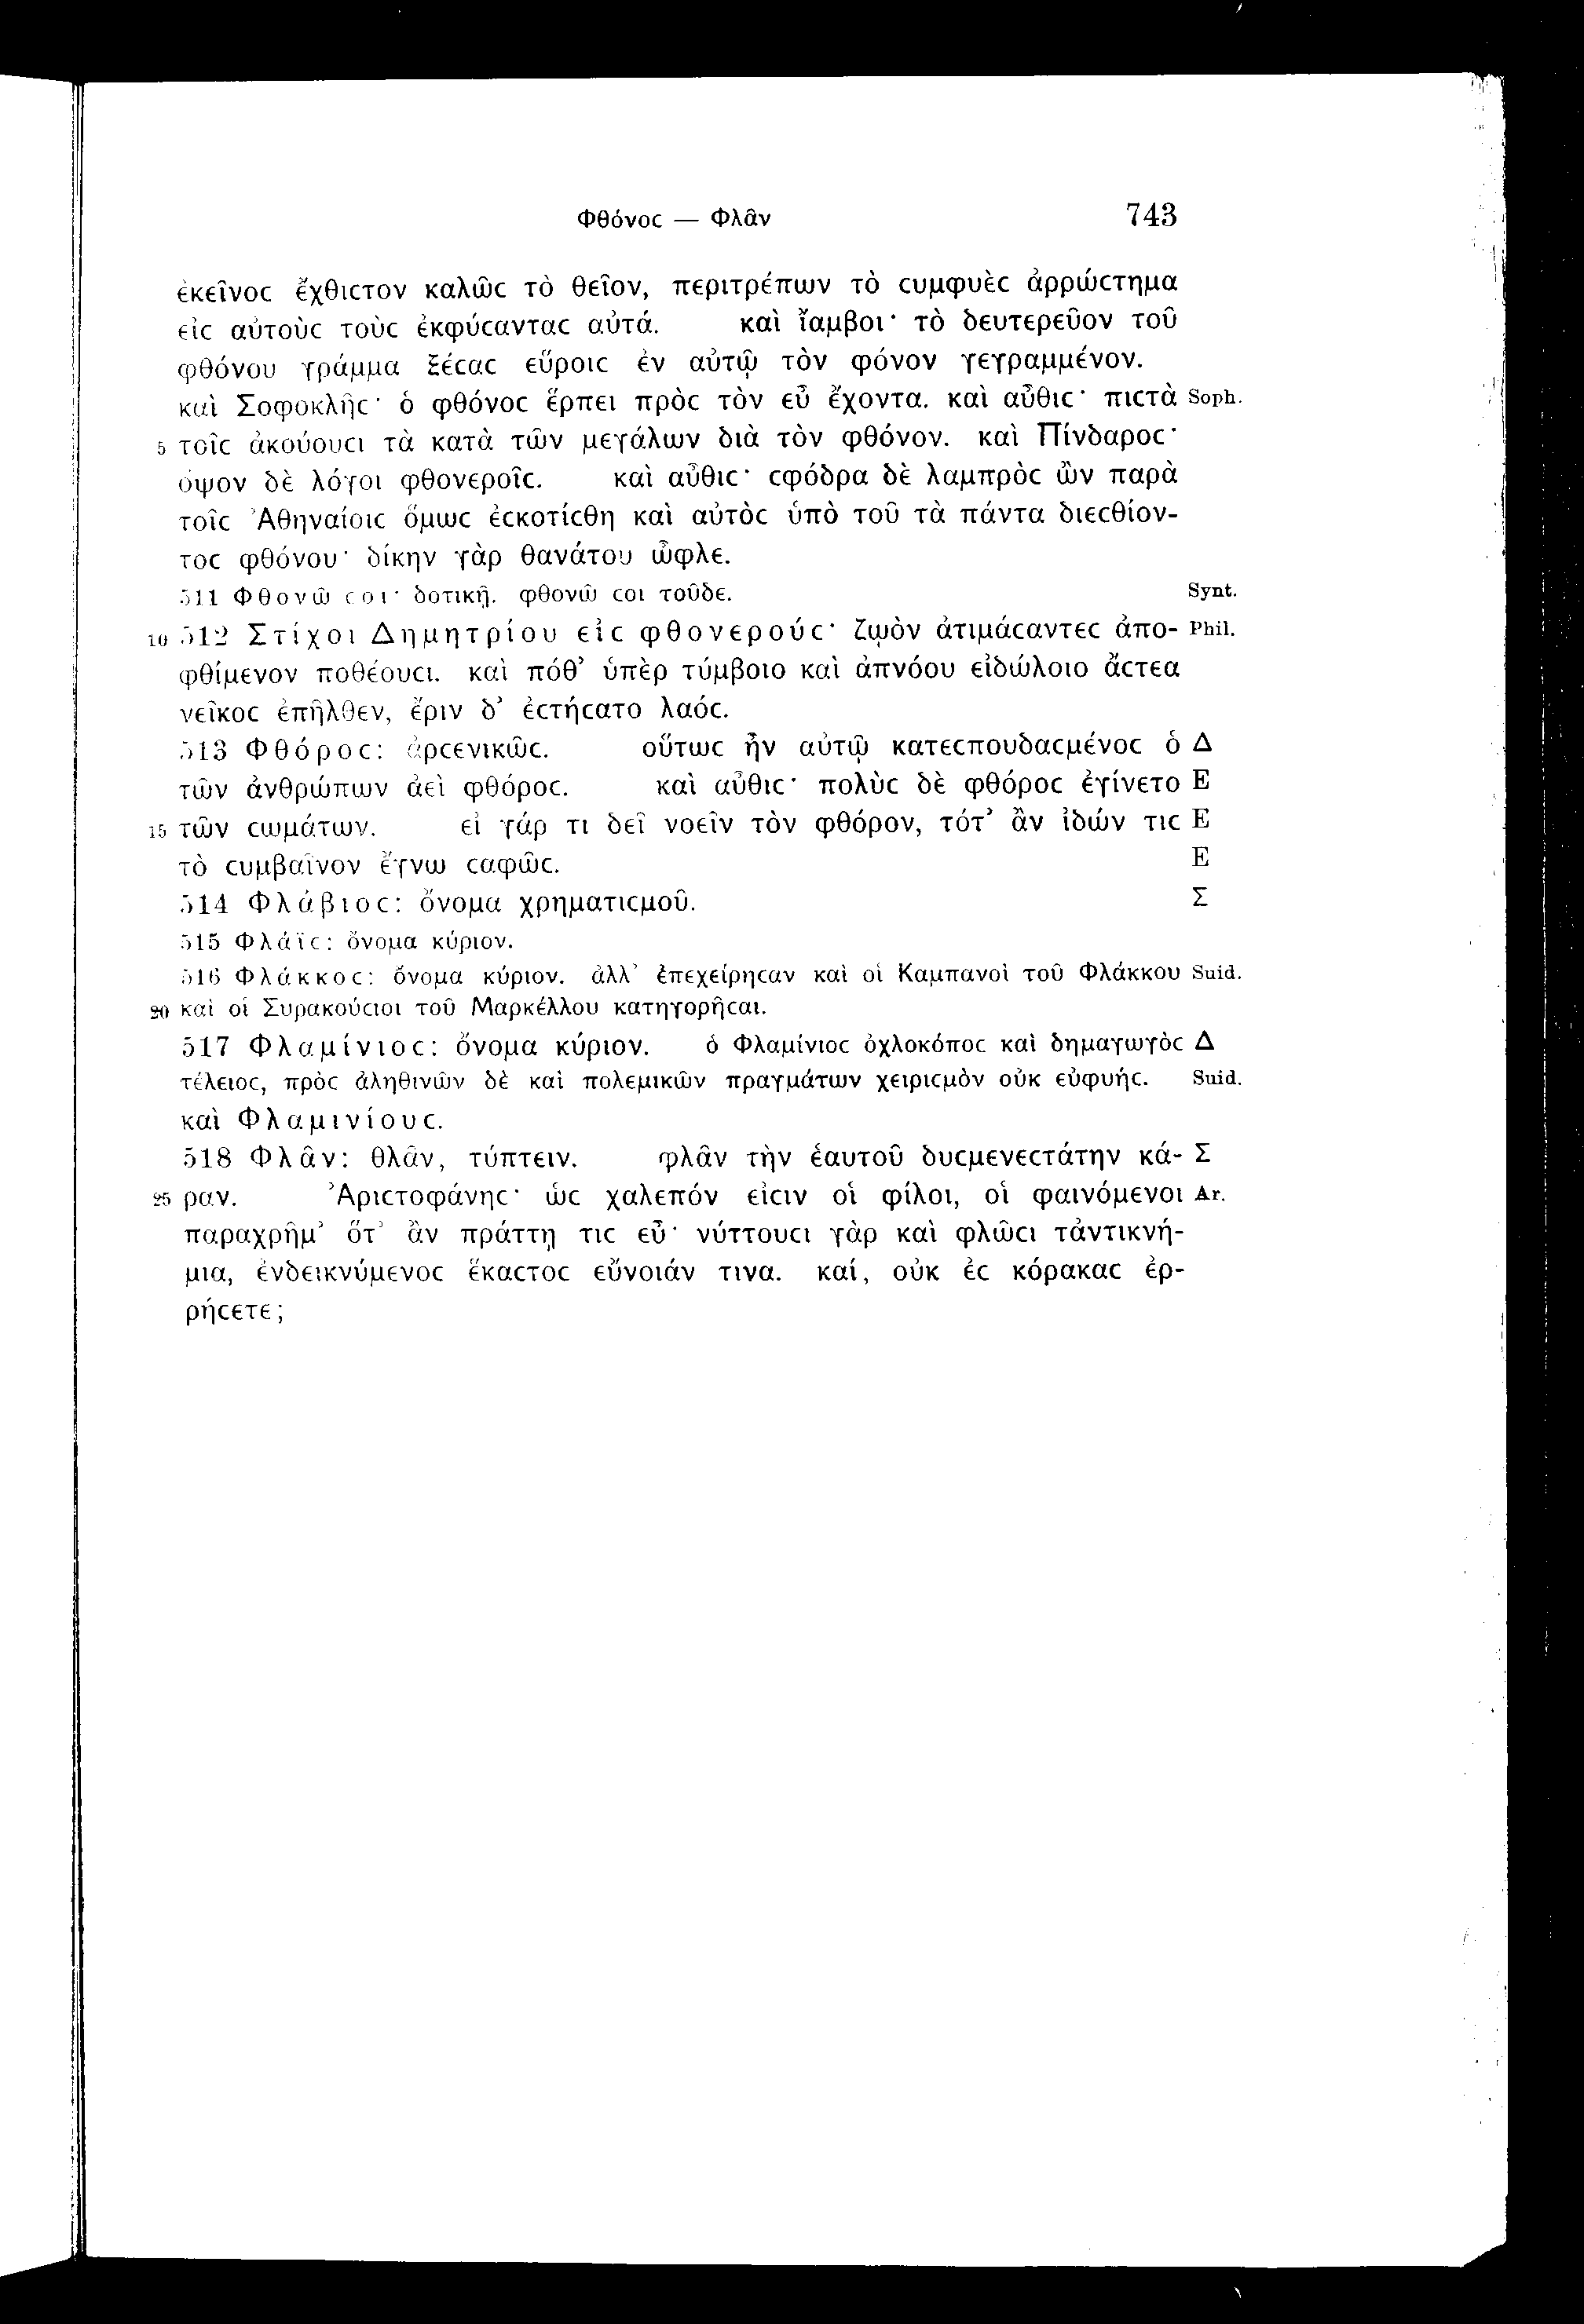 Φθόνοϲ — Φλᾶν 743
ἐκεῖνοϲ ἔχθιϲτον καλῶϲ τὸ θεῖον, περιτρέπων τὸ ϲυμφυὲϲ ἀρρώϲτημα
εἰϲ αὐτοὺϲ τοὺϲ ἐκφύϲανταϲ αὐτά. καὶ ἴαμβοι· τὸ δευτερεῦον τοῦ
φθόνου γράμμα ξέϲαϲ εὕροιϲ ἐν αὐτῷ τὸν φόνον γεγραμμένον.
καὶ Σοφοκλῆϲ· ὁ φθόνοϲ ἕρπει πρὸϲ τὸν εὖ ἔχοντα. καὶ αὖθιϲ· πιϲτὰ Soph.
5 τοῖϲ ἀκούουϲι τὰ κατὰ τῶν μεγάλων διὰ τὸν φθόνον. καὶ Πίνδαροϲ·
ὄψον δὲ λόγοι φθονεροῖϲ. καὶ αὖθιϲ· ϲφόδρα δὲ λαμπρὸϲ ὢν παρὰ
τοῖϲ Ἀθηναίοιϲ ὅμωϲ ἐϲκοτίϲθη καὶ αὐτὸϲ ὑπὸ τοῦ τὰ πάντα διεϲθίον-
τοϲ φθόνου· δίκην γὰρ θανάτου ὦφλε.
511 Φθονῶ ϲοι· δοτικῇ. φθονῶ ϲοι τοῦδε. Synt.
10 512 Στίχοι Δημητρίου εἰϲ φθονερούϲ· ζωὸν ἀτιμάϲαντεϲ ἀπο- Phil.
φθίμενον ποθέουϲι. καὶ πόθ' ὑπὲρ τύμβοιο καὶ ἀπνόου εἰδώλοιο ἄϲτεα
νεῖκοϲ ἐπῆλθεν, ἔριν δ' ἐϲτήϲατο λαόϲ.
513 Φθόροϲ: ἀρϲενικῶϲ. οὕτωϲ ἦν αὐτῷ κατεϲπουδαϲμένοϲ ὁ Δ
τῶν ἀνθρώπων ἀεὶ φθόροϲ. καὶ αὖθιϲ· πολὺϲ δὲ φθόροϲ ἐγίνετο Ε
15 τῶν ϲωμάτων. εἰ γάρ τι δεῖ νοεῖν τὸν φθόρον, τότ' ἂν ἰδών τιϲ Ε
τὸ ϲυμβαῖνον ἔγνω ϲαφῶϲ. Ε
514 Φλάβιοϲ: ὄνομα χρηματιϲμοῦ. Σ
515 Φλάϊϲ: ὄνομα κύριον.
516 Φλάκκοϲ: ὄνομα κύριον. ἀλλ' ἐπεχείρηϲαν καὶ οἱ Καμπανοὶ τοῦ Φλάκκου Suid.
20 καὶ οἱ Συρακούϲιοι τοῦ Μαρκέλλου κατηγορῆϲαι.
517 Φλαμίνιοϲ: ὄνομα κύριον. ὁ Φλαμίνιοϲ ὀχλοκόποϲ καὶ δημαγωγὸϲ Δ
τέλειοϲ, πρὸϲ ἀληθινῶν δὲ καὶ πολεμικῶν πραγμάτων χειριϲμὸν οὐκ εὐφυήϲ. Suid.
καὶ Φλαμινίουϲ.
518 Φλᾶν: θλᾶν, τύπτειν. φλᾶν τὴν ἑαυτοῦ δυϲμενεϲτάτην κά- Σ
25 ραν. Ἀριϲτοφάνηϲ· ὡϲ χαλεπόν εἰϲιν οἱ φίλοι, οἱ φαινόμενοι Ar.
παραχρῆμ' ὅτ' ἂν πράττῃ τιϲ εὖ· νύττουϲι γὰρ καὶ φλῶϲι τἀντικνή-
μια, ἐνδεικνύμενοϲ ἕκαϲτοϲ εὔνοιάν τινα. καί, οὐκ ἐϲ κόρακαϲ ἐρ-
ρήϲετε;